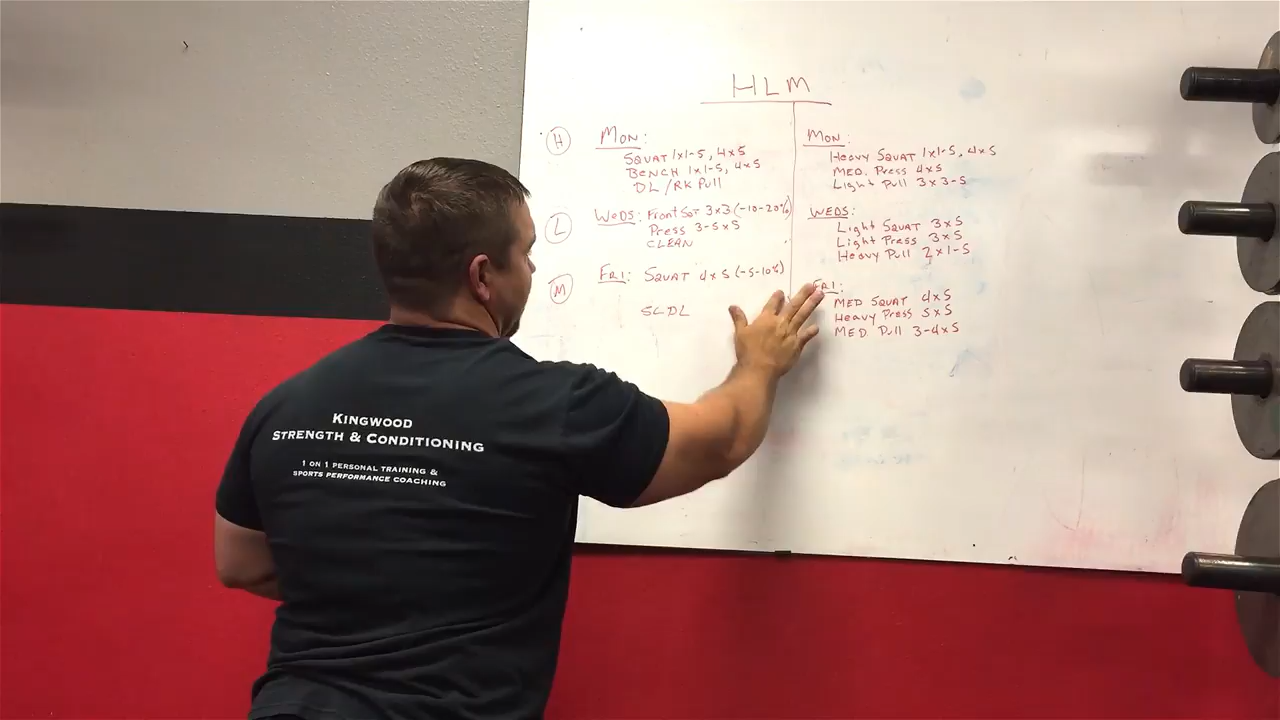 HLM
H
MON:
SQUAT 1x1-5, 4x5
BENCH 1x1-5, 4x5
DL / RK PULL
L
WEDS: FRONT SQT 3x3 (-10-20%)
PRESS 3-5x5
CLEAN
M
FRI: SQUAT 4x5 (-5-10%)
SLDL
MON:
HEAVY SQUAT 1x1-5, 4x5
MED. PRESS 4x5
LIGHT PULL 3x3-5
WEDS:
LIGHT SQUAT 3x5
LIGHT PRESS 3x5
HEAVY PULL 2x1-5
FRI:
MED SQUAT 4x5
HEAVY PRESS 5x5
MED PULL 3-4x5
KINGWOOD
STRENGTH & CONDITIONING
1 ON 1 PERSONAL TRAINING &
SPORTS PERFORMANCE COACHING